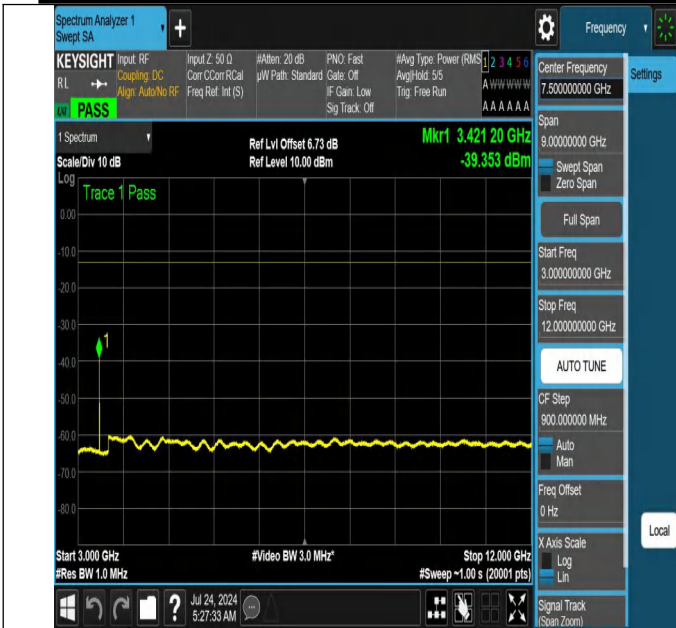 Spectrum Analyzer 1
Swept SA
+
Frequency
KEYSIGHT
RL
PASS
Input: RF
Coupling: DC
Align: Auto/No RF
Input Z: 50 Ω
Corr CCorr RCal
Freq Ref: Int (S)
#Atten: 20 dB
µW Path: Standard
PNO: Fast
Gate: Off
IF Gain: Low
Sig Track: Off
#Avg Type: Power (RMS
Avg|Hold: 5/5
Trig: Free Run
1 2 3 4 5 6
A W W W W W
A A A A A A
Center Frequency
7.500000000 GHz
Settings
Span
9.00000000 GHz
Swept Span
Zero Span
Full Span
Start Freq
3.000000000 GHz
Stop Freq
12.000000000 GHz
AUTO TUNE
CF Step
900.000000 MHz
Auto
Man
Freq Offset
0 Hz
X Axis Scale
Log
Lin
Signal Track
(Span Zoom)
Local
1 Spectrum
Scale/Div 10 dB
Log
Ref Lvl Offset 6.73 dB
Ref Level 10.00 dBm
Mkr1 3.421 20 GHz
-39.353 dBm
Trace 1 Pass
0.00
-10.0
-20.0
-30.0
1
-40.0
-50.0
-60.0
-70.0
-80.0
Start 3.000 GHz
#Res BW 1.0 MHz
#Video BW 3.0 MHz*
Stop 12.000 GHz
#Sweep ~1.00 s (20001 pts)
?
Jul 24, 2024
5:27:33 AM